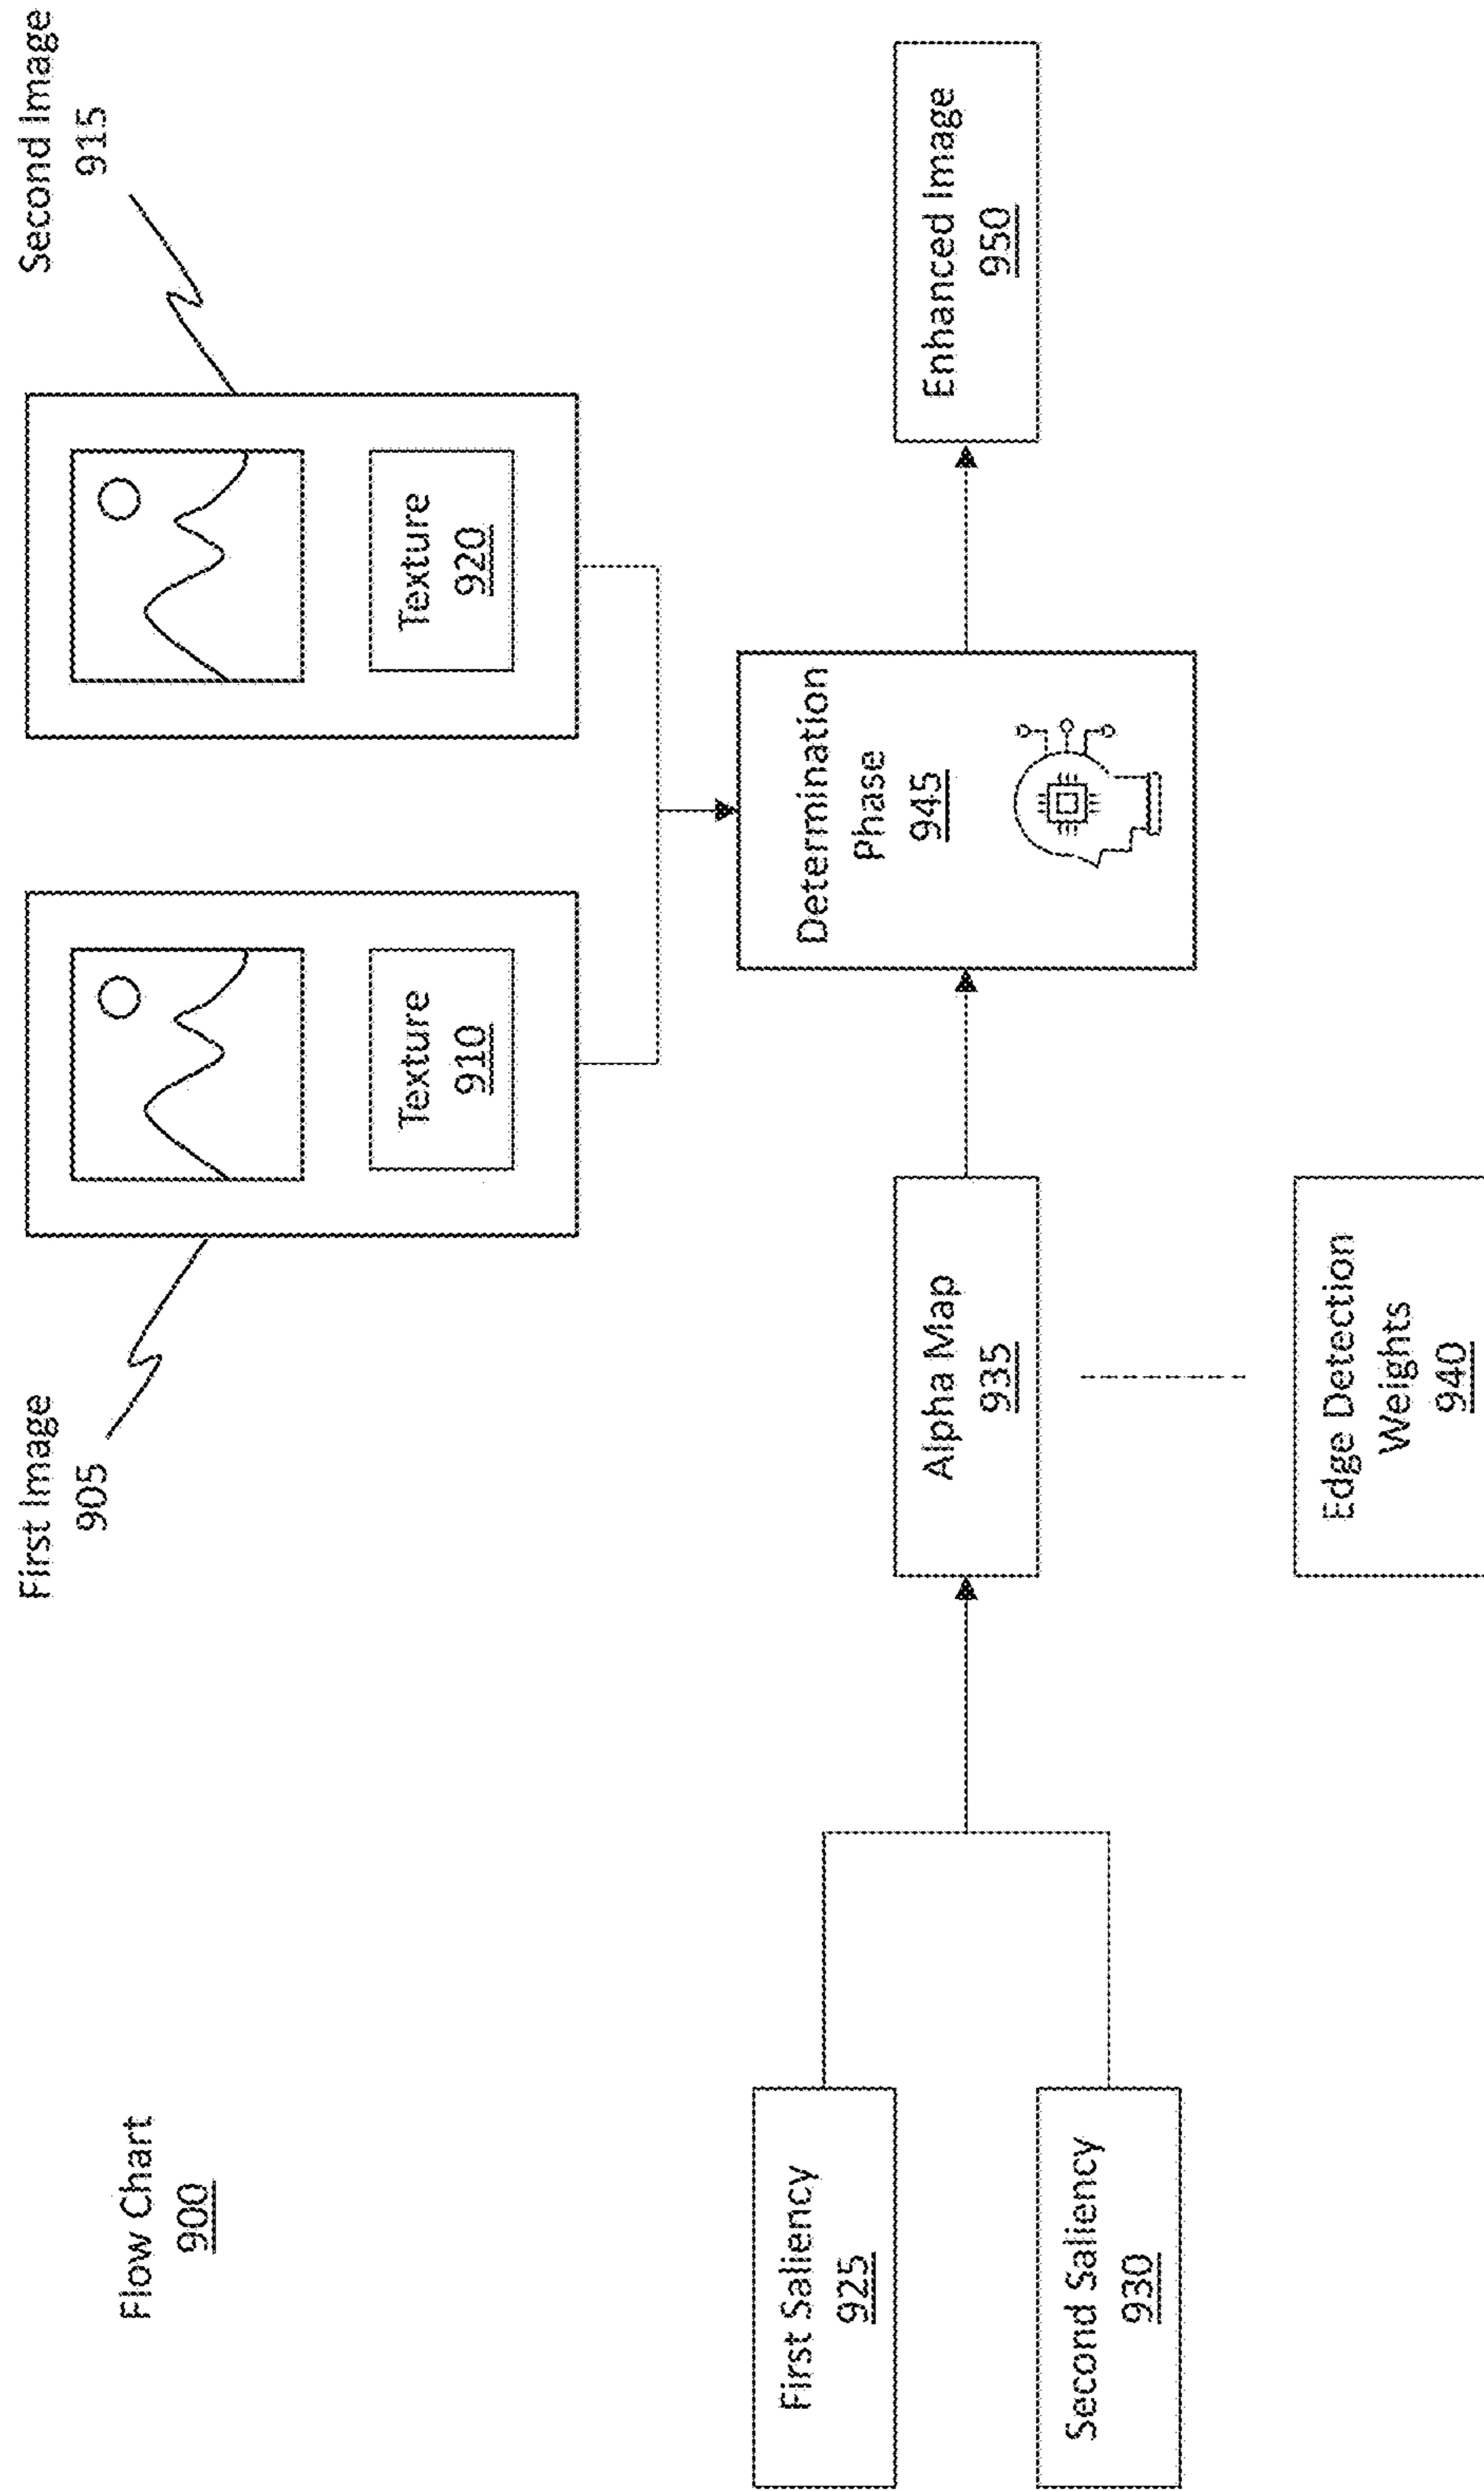 Flow Chart
900
First Image
905
Second Image
915
Texture
910
Texture
920
First Saliency
925
Second Saliency
930
Alpha Map
935
Edge Detection
Weights
940
Determination
Phase
945
Enhanced Image
950